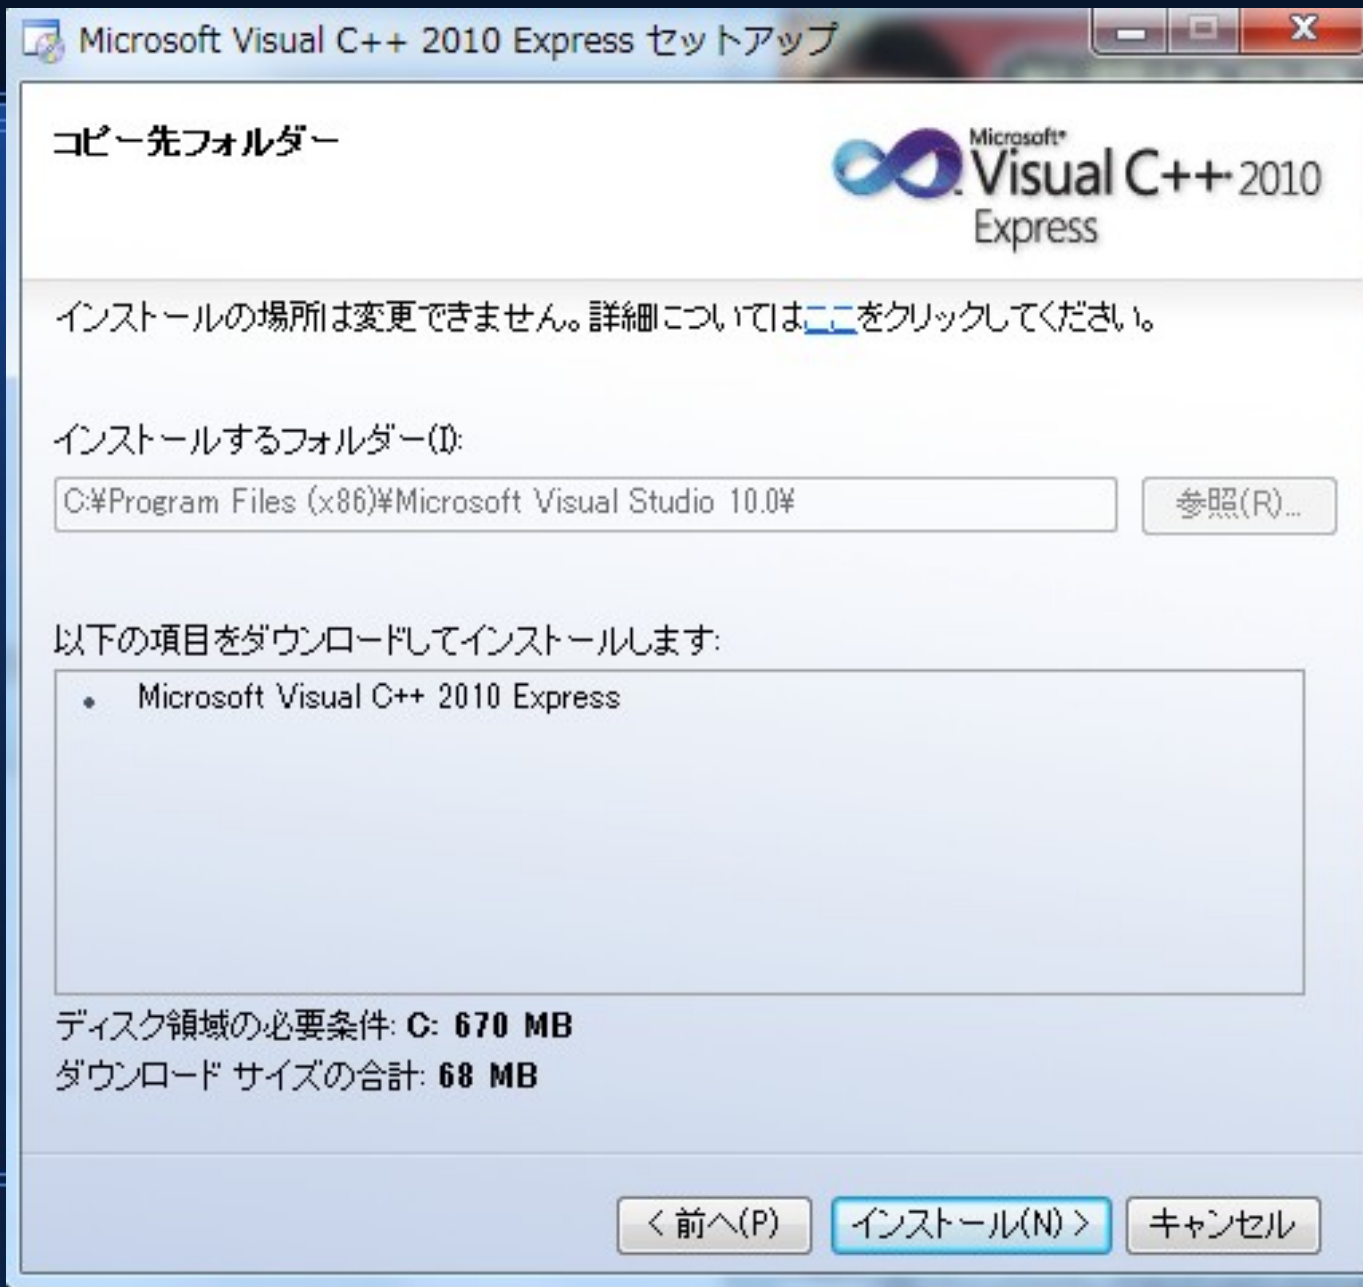 Microsoft Visual C++ 2010 Express セットアップ
コピー先フォルダー
Microsoft
Visual C++ 2010
Express
インストールの場所は変更できません。詳細についてはここをクリックしてください。
インストールするフォルダー(I):
C:¥Program Files (x86)¥Microsoft Visual Studio 10.0¥
参照(R)...
以下の項目をダウンロードしてインストールします:
• Microsoft Visual C++ 2010 Express
ディスク領域の必要条件: C: 670 MB
ダウンロード サイズの合計: 68 MB
< 前へ(P) インストール(N) > キャンセル